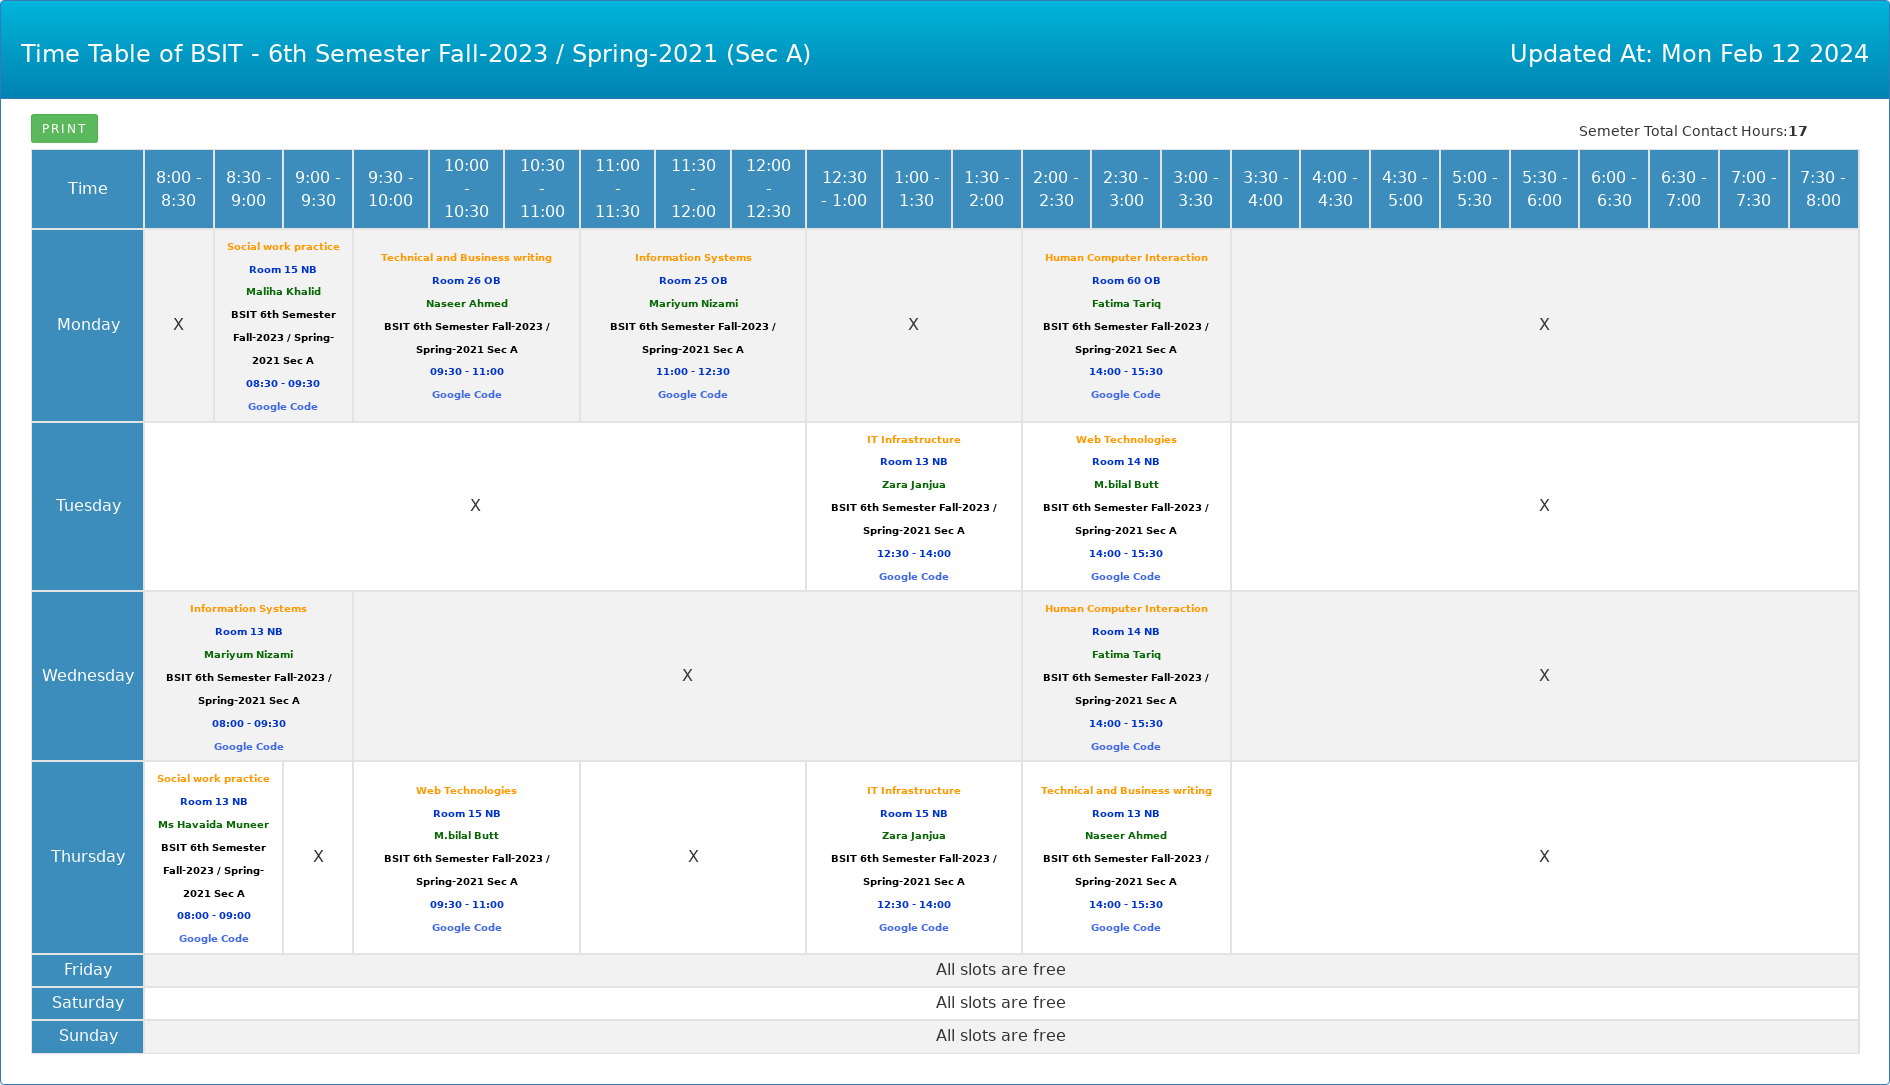 Time Table of BSIT - 6th Semester Fall-2023 / Spring-2021 (Sec A)
Updated At: Mon Feb 12 2024
PRINT
Semeter Total Contact Hours:17
Time
8:00 -
8:30
8:30 -
9:00
9:00 -
9:30
9:30 -
10:00
10:00
-
10:30
10:30
-
11:00
11:00
-
11:30
11:30
-
12:00
12:00
-
12:30
12:30
- 1:00
1:00 -
1:30
1:30 -
2:00
2:00 -
2:30
2:30 -
3:00
3:00 -
3:30
3:30 -
4:00
4:00 -
4:30
4:30 -
5:00
5:00 -
5:30
5:30 -
6:00
6:00 -
6:30
6:30 -
7:00
7:00 -
7:30
7:30 -
8:00
Monday
X
Social work practice
Room 15 NB
Maliha Khalid
BSIT 6th Semester
Fall-2023 / Spring-
2021 Sec A
08:30 - 09:30
Google Code
Technical and Business writing
Room 26 OB
Naseer Ahmed
BSIT 6th Semester Fall-2023 /
Spring-2021 Sec A
09:30 - 11:00
Google Code
Information Systems
Room 25 OB
Mariyum Nizami
BSIT 6th Semester Fall-2023 /
Spring-2021 Sec A
11:00 - 12:30
Google Code
X
Human Computer Interaction
Room 60 OB
Fatima Tariq
BSIT 6th Semester Fall-2023 /
Spring-2021 Sec A
14:00 - 15:30
Google Code
X
Tuesday
X
IT Infrastructure
Room 13 NB
Zara Janjua
BSIT 6th Semester Fall-2023 /
Spring-2021 Sec A
12:30 - 14:00
Google Code
Web Technologies
Room 14 NB
M.bilal Butt
BSIT 6th Semester Fall-2023 /
Spring-2021 Sec A
14:00 - 15:30
Google Code
X
Wednesday
Information Systems
Room 13 NB
Mariyum Nizami
BSIT 6th Semester Fall-2023 /
Spring-2021 Sec A
08:00 - 09:30
Google Code
X
Human Computer Interaction
Room 14 NB
Fatima Tariq
BSIT 6th Semester Fall-2023 /
Spring-2021 Sec A
14:00 - 15:30
Google Code
X
Thursday
Social work practice
Room 13 NB
Ms Havaida Muneer
BSIT 6th Semester
Fall-2023 / Spring-
2021 Sec A
08:00 - 09:00
Google Code
X
Web Technologies
Room 15 NB
M.bilal Butt
BSIT 6th Semester Fall-2023 /
Spring-2021 Sec A
09:30 - 11:00
Google Code
X
IT Infrastructure
Room 15 NB
Zara Janjua
BSIT 6th Semester Fall-2023 /
Spring-2021 Sec A
12:30 - 14:00
Google Code
Technical and Business writing
Room 13 NB
Naseer Ahmed
BSIT 6th Semester Fall-2023 /
Spring-2021 Sec A
14:00 - 15:30
Google Code
X
Friday
All slots are free
Saturday
All slots are free
Sunday
All slots are free